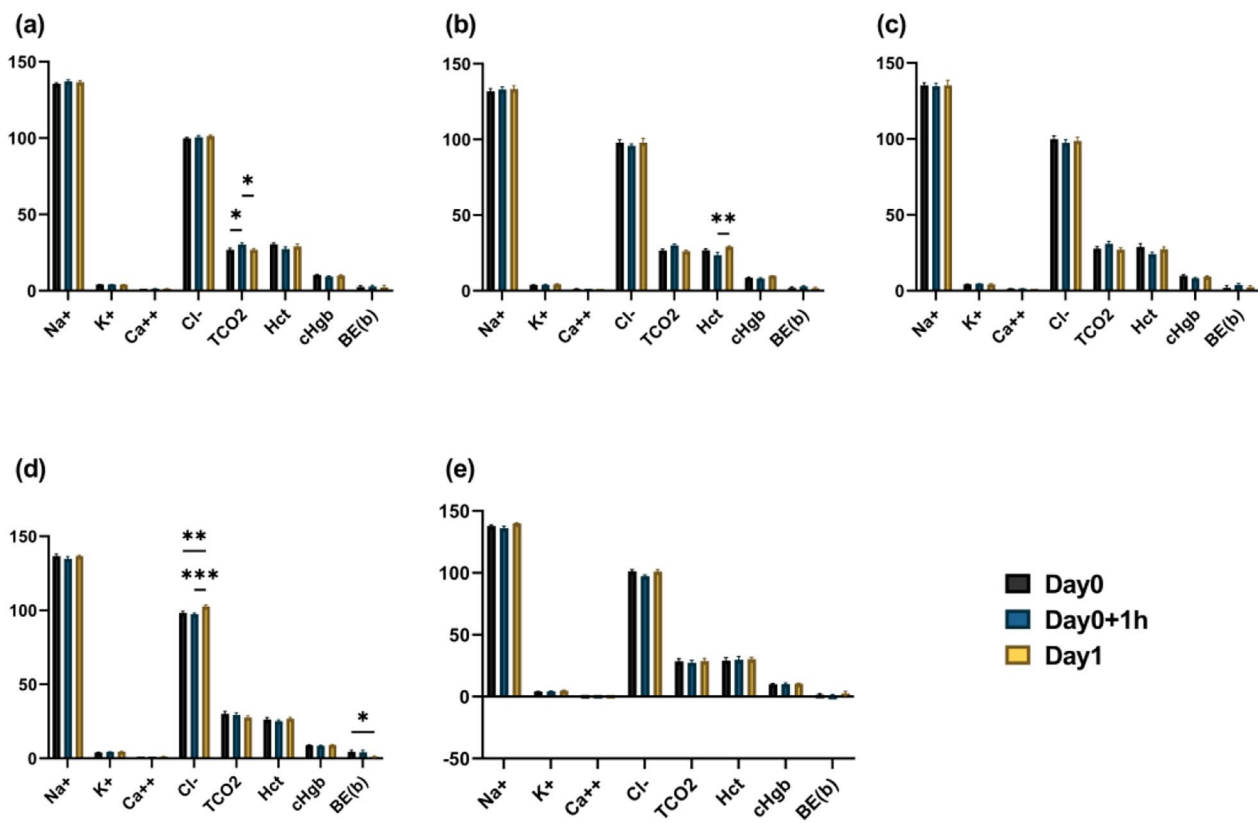 (a)
150
100
50
0
*
*
Na+ K+ Ca++ Cl- TCO2 Hct cHgb BE(b)
(b)
150
100
50
0
**
Na+ K+ Ca++ Cl- TCO2 Hct cHgb BE(b)
(c)
150
100
50
0
Na+ K+ Ca++ Cl- TCO2 Hct cHgb BE(b)
(d)
150
100
50
0
**
***
*
Na+ K+ Ca++ Cl- TCO2 Hct cHgb BE(b)
(e)
150
100
50
0
-50
Na+ K+ Ca++ Cl- TCO2 Hct cHgb BE(b)
Day0
Day0+1h
Day1